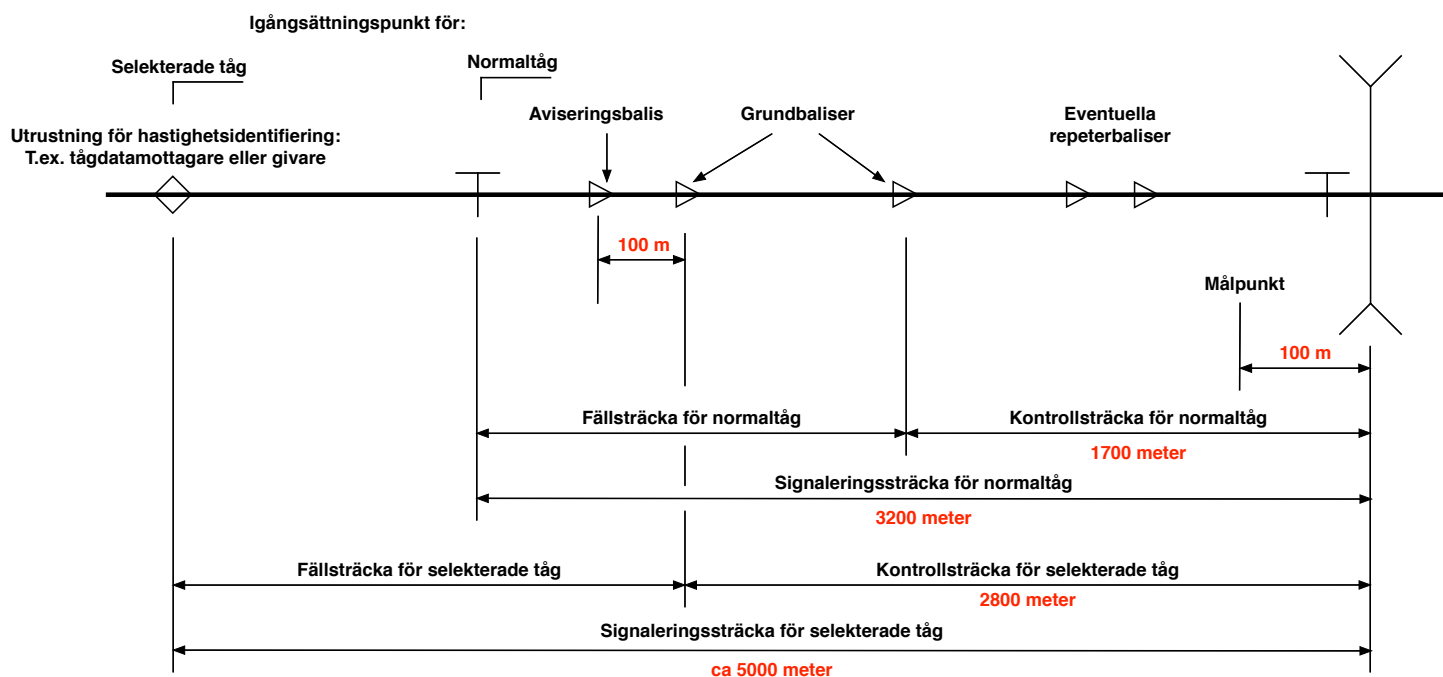 Igångsättningspunkt för:
Selekterade tåg
Normaltåg
Utrustning för hastighetsidentifiering:
T.ex. tågdatamottagare eller givare
Aviseringsbalis
Grundbaliser
Eventuella
repeterbaliser
100 m
Målpunkt
100 m
Fällsträcka för normaltåg
Kontrollsträcka för normaltåg
1700 meter
Signaleringssträcka för normaltåg
3200 meter
Fällsträcka för selekterade tåg
Kontrollsträcka för selekterade tåg
2800 meter
Signaleringssträcka för selekterade tåg
ca 5000 meter